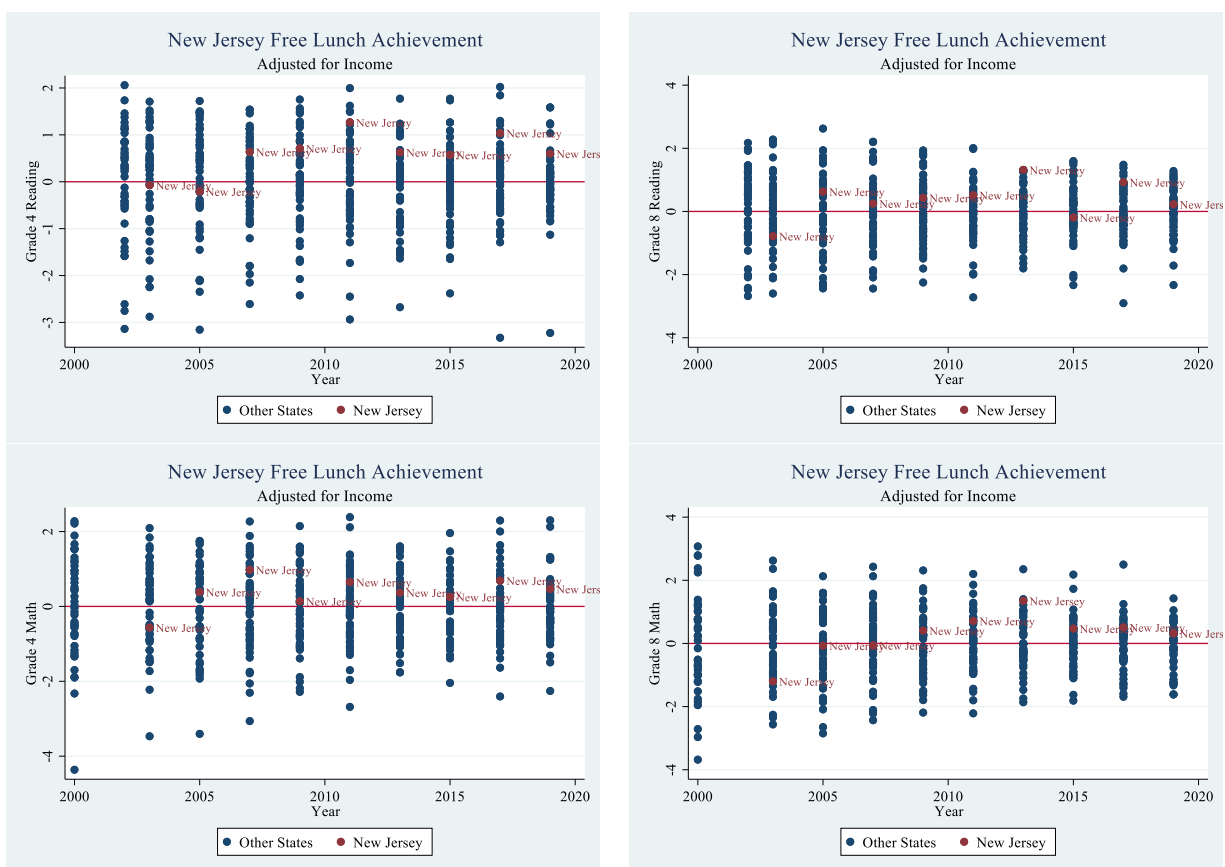 New Jersey Free Lunch Achievement
Adjusted for Income
Grade 4 Reading
2
1
0
-1
-2
-3
New Jersey
New Jersey
New Jersey
New Jersey
New Jersey
New Jersey
New Jersey
New Jersey
New Jers
2000
2005
2010
2015
2020
Year
Other States
New Jersey
New Jersey Free Lunch Achievement
Adjusted for Income
Grade 8 Reading
4
2
0
-2
-4
New Jersey
New Jersey
New Jersey
New Jersey
New Jersey
New Jersey
New Jersey
New Jersey
New Jers
2000
2005
2010
2015
2020
Year
Other States
New Jersey
New Jersey Free Lunch Achievement
Adjusted for Income
Grade 4 Math
2
0
-2
-4
New Jersey
New Jersey
New Jersey
New Jersey
New Jersey
New Jersey
New Jersey
New Jersey
New Jers
2000
2005
2010
2015
2020
Year
Other States
New Jersey
New Jersey Free Lunch Achievement
Adjusted for Income
Grade 8 Math
4
2
0
-2
-4
New Jersey
New Jersey
New Jersey
New Jersey
New Jersey
New Jersey
New Jersey
New Jersey
New Jers
2000
2005
2010
2015
2020
Year
Other States
New Jersey